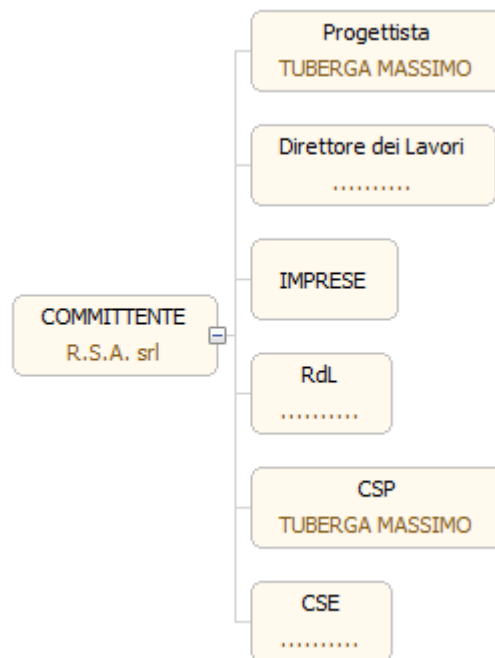 COMMITTENTE
R.S.A. srl
Progettista
TUBERGA MASSIMO
Direttore dei Lavori
..........
IMPRESE
RdL
..........
CSP
TUBERGA MASSIMO
CSE
..........